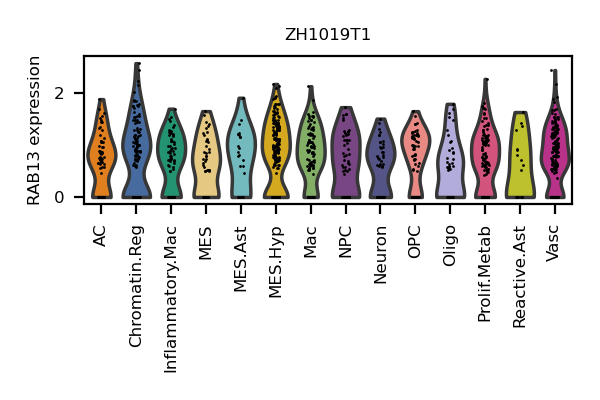 ZH1019T1
RAB13 expression
2
0
AC
Chromatin.Reg
Inflammatory.Mac
MES
MES.Ast
MES.Hyp
Mac
NPC
Neuron
OPC
Oligo
Prolif.Metab
Reactive.Ast
Vasc